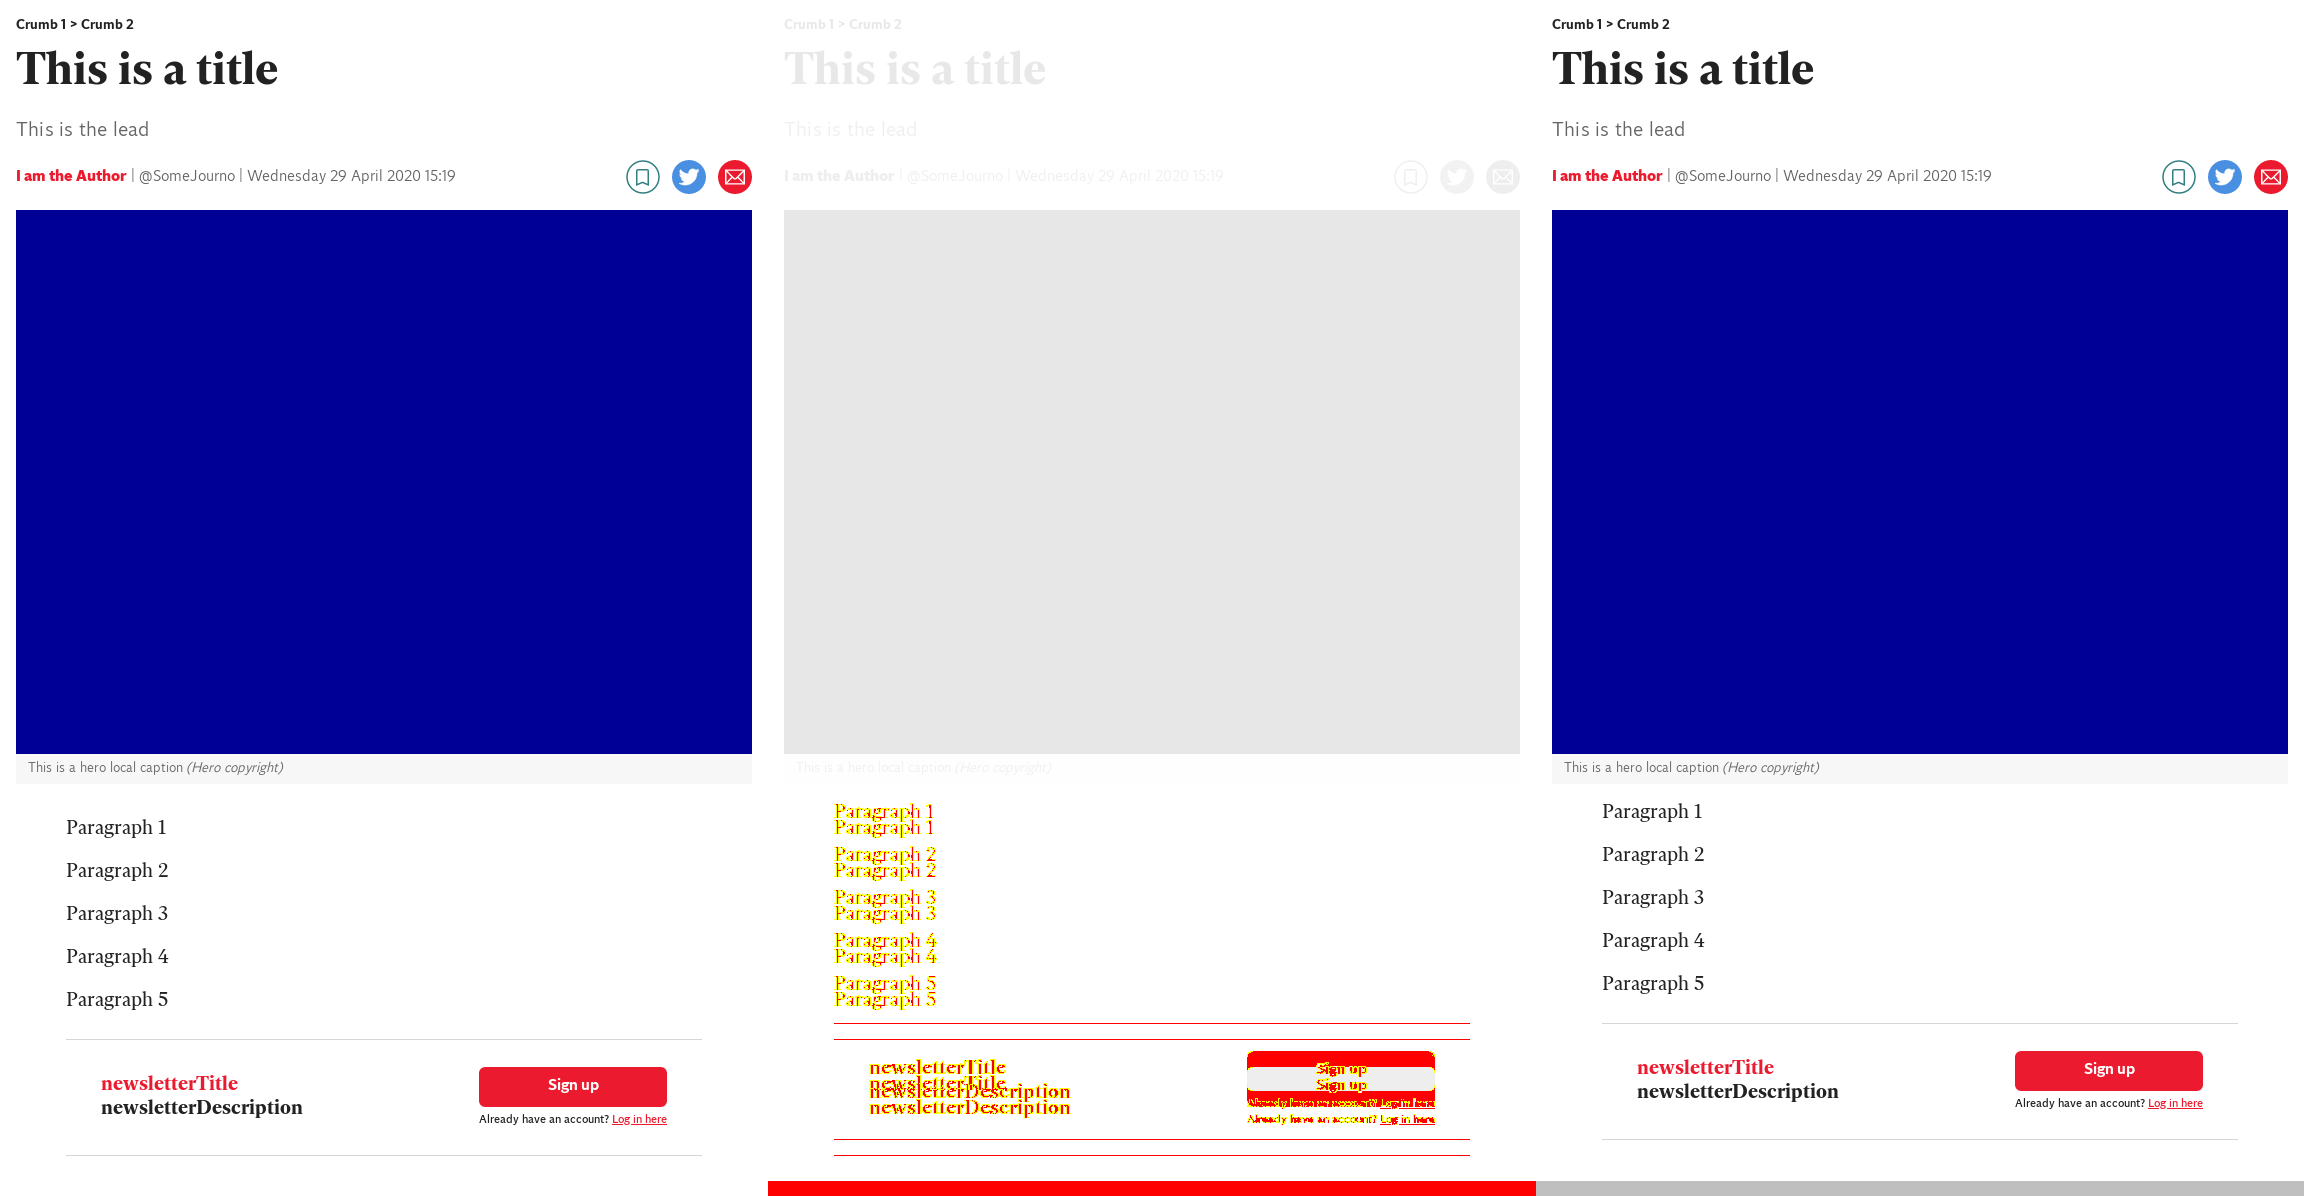 Crumb 1 > Crumb 2
This is a title
This is the lead
I am the Author | @SomeJourno | Wednesday 29 April 2020 15:19
This is a hero local caption (Hero copyright)
Paragraph 1
Paragraph 2
Paragraph 3
Paragraph 4
Paragraph 5
newsletterTitle
newsletterDescription
Sign up
Already have an account? Log in here
Crumb 1 > Crumb 2
This is a title
This is the lead
I am the Author | @SomeJourno | Wednesday 29 April 2020 15:19
This is a hero local caption (Hero copyright)
Paragraph 1
Paragraph 1
Paragraph 2
Paragraph 2
Paragraph 3
Paragraph 3
Paragraph 4
Paragraph 4
Paragraph 5
Paragraph 5
newsletterTitle
newsletterTitle
newsletterDescription
newsletterDescription
Sign up
Sign up
Already have an account? Log in here
Already have an account? Log in here
Crumb 1 > Crumb 2
This is a title
This is the lead
I am the Author | @SomeJourno | Wednesday 29 April 2020 15:19
This is a hero local caption (Hero copyright)
Paragraph 1
Paragraph 2
Paragraph 3
Paragraph 4
Paragraph 5
newsletterTitle
newsletterDescription
Sign up
Already have an account? Log in here